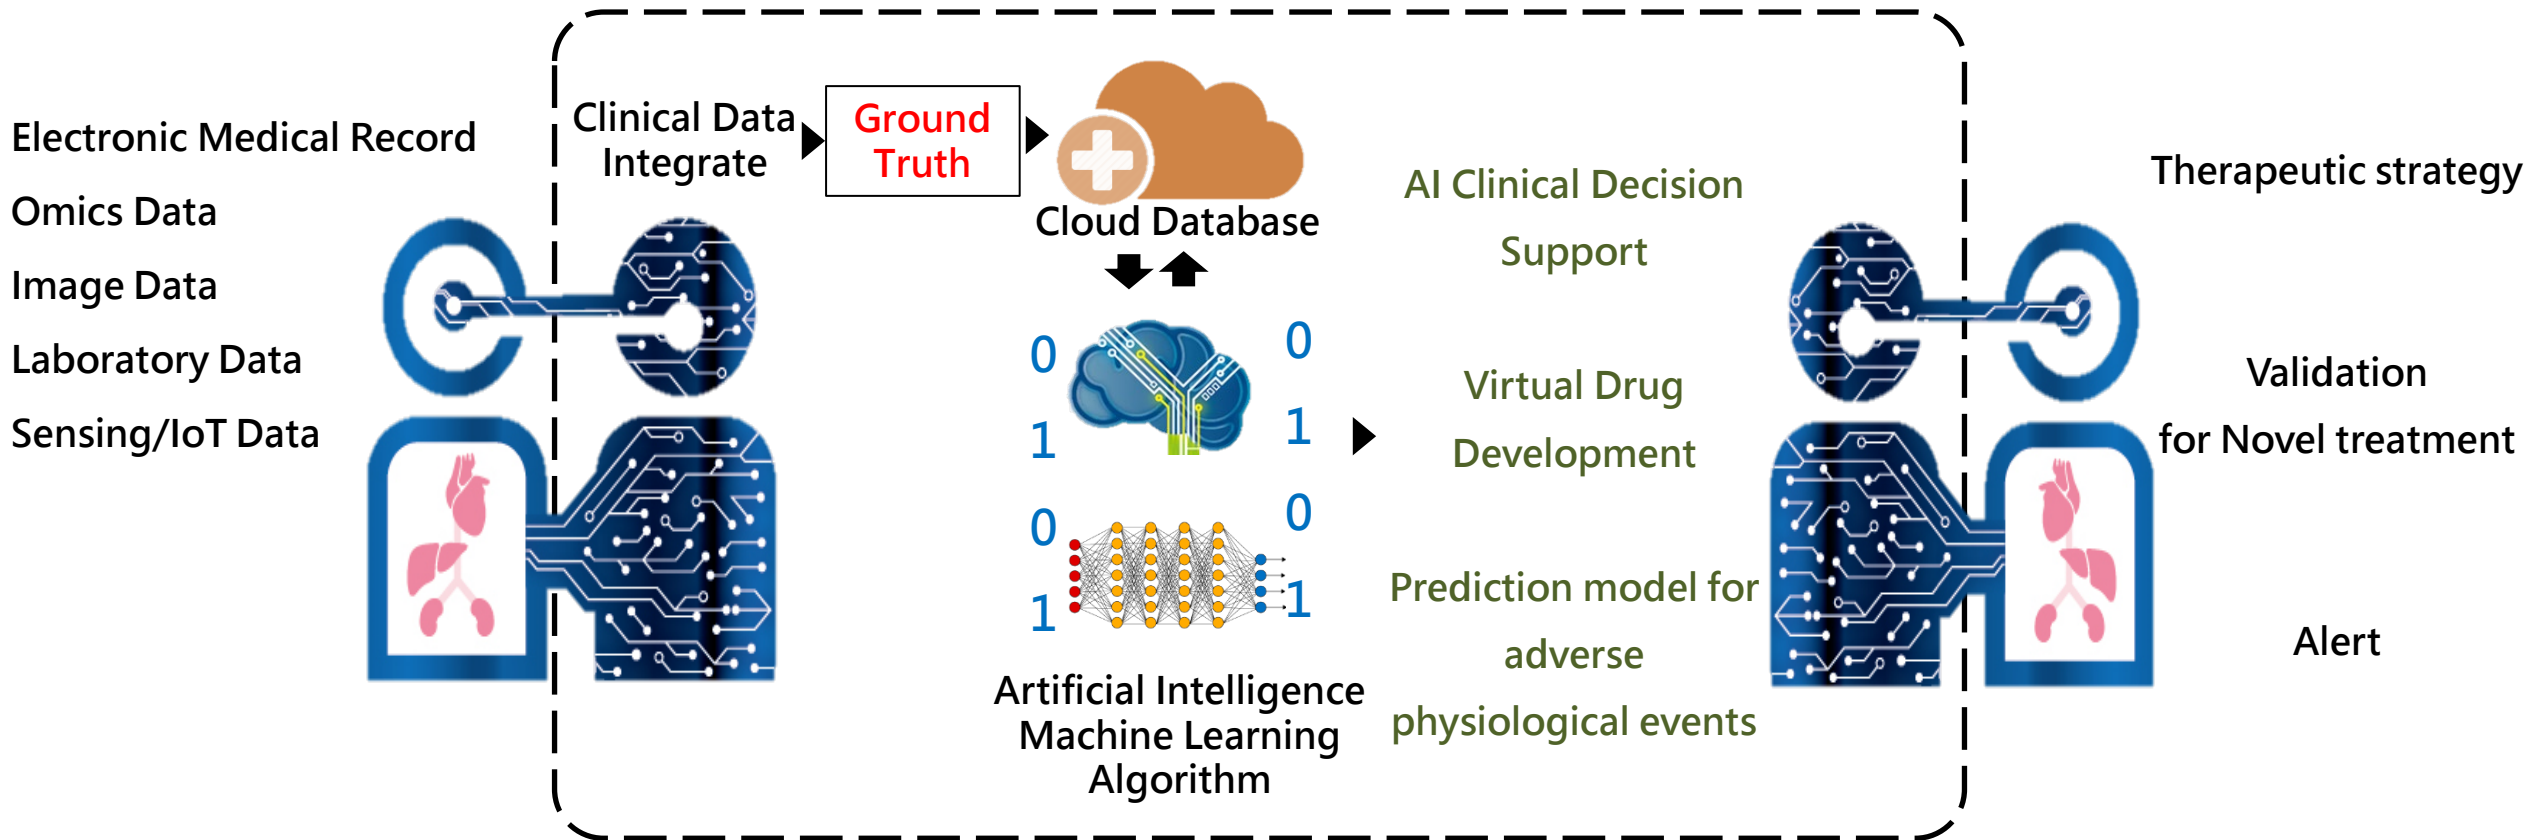 Electronic Medical Record
Omics Data
Image Data
Laboratory Data
Sensing/IoT Data
Clinical Data
Integrate
Ground
Truth
Cloud Database
0
1
0
1
0
1
0
1
Artificial Intelligence
Machine Learning
Algorithm
AI Clinical Decision
Support
Virtual Drug
Development
Prediction model for
adverse
physiological events
Therapeutic strategy
Validation
for Novel treatment
Alert